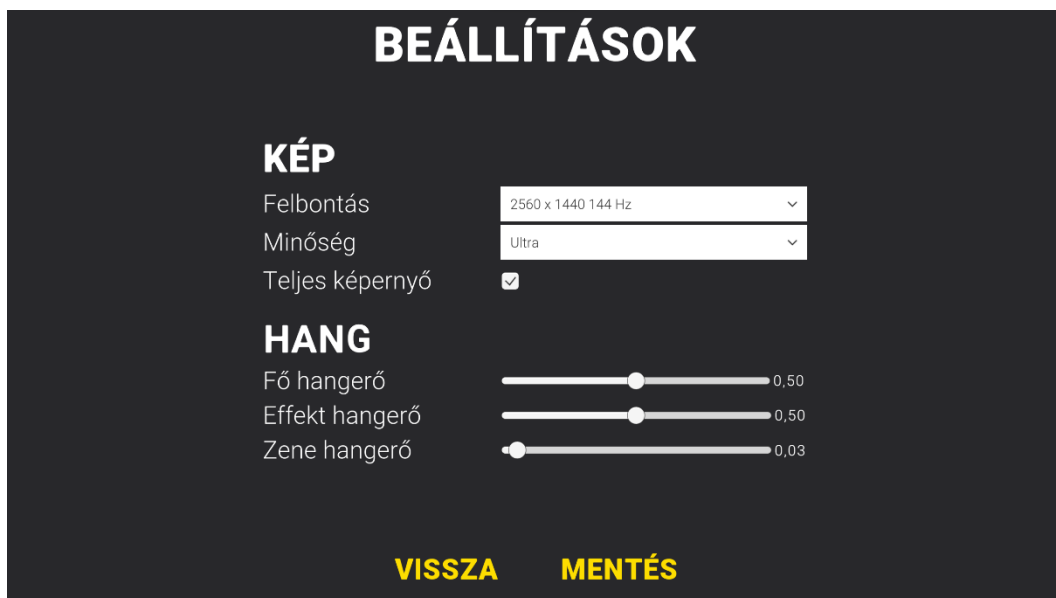 BEÁLLÍTÁSOK
KÉP
Felbontás 2560 x 1440 144 Hz
Minőség Ultra
Teljes képernyő
HANG
Fő hangerő 0,50
Effekt hangerő 0,50
Zene hangerő 0,03
VISSZA MENTÉS